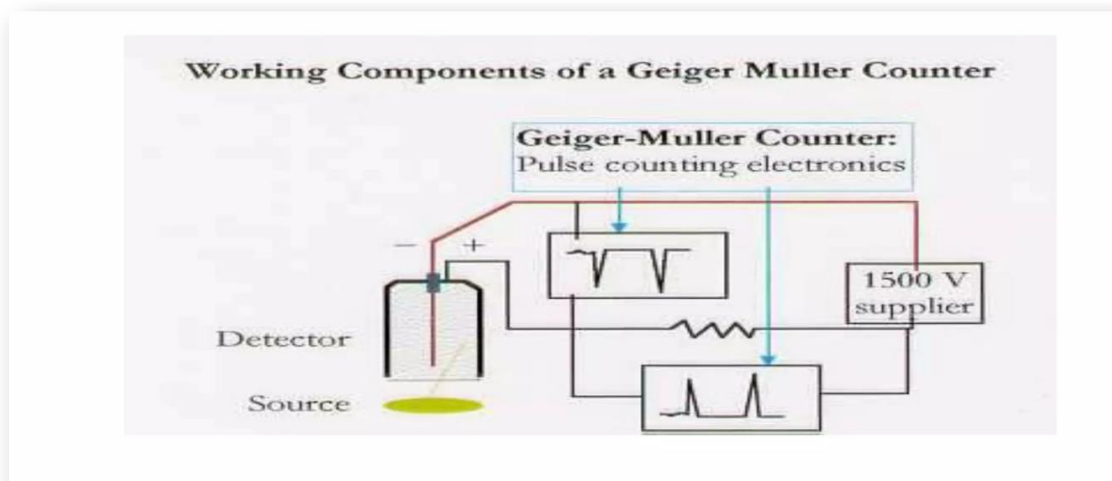 Working Components of a Geiger Muller Counter
Geiger-Muller Counter:
Pulse counting electronics
− +
1500 V
supplier
Detector
Source